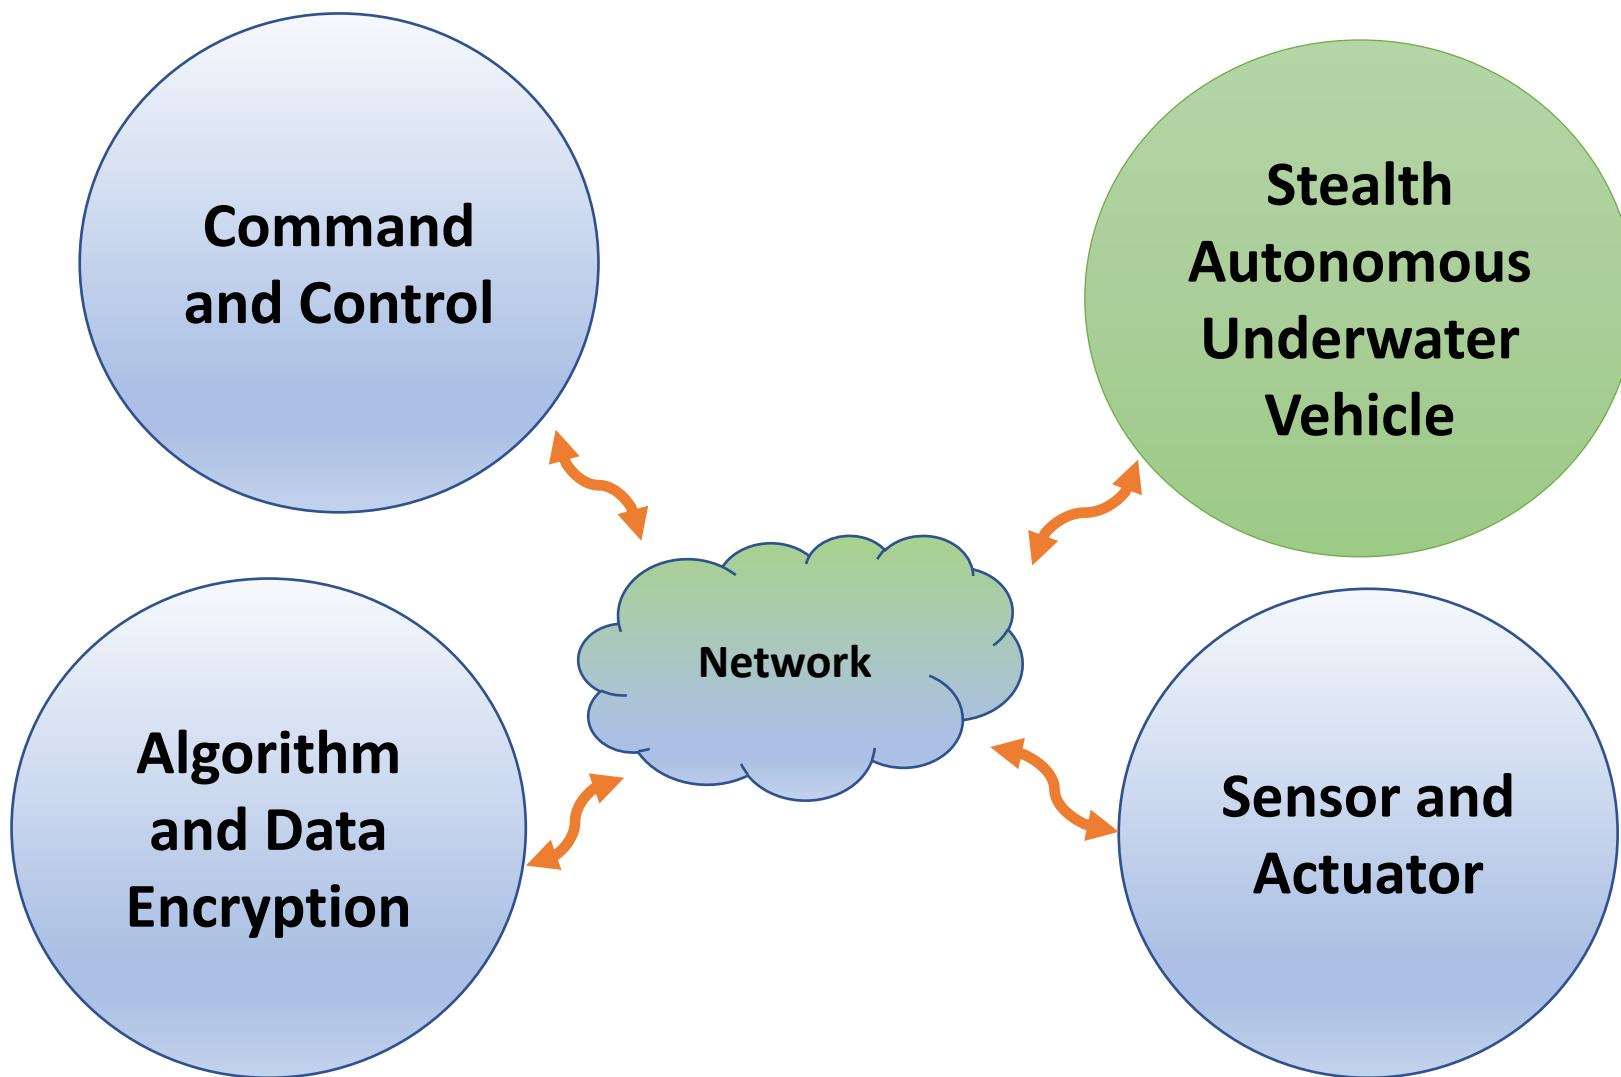 Command
and Control
Stealth
Autonomous
Underwater
Vehicle
Network
Algorithm
and Data
Encryption
Sensor and
Actuator